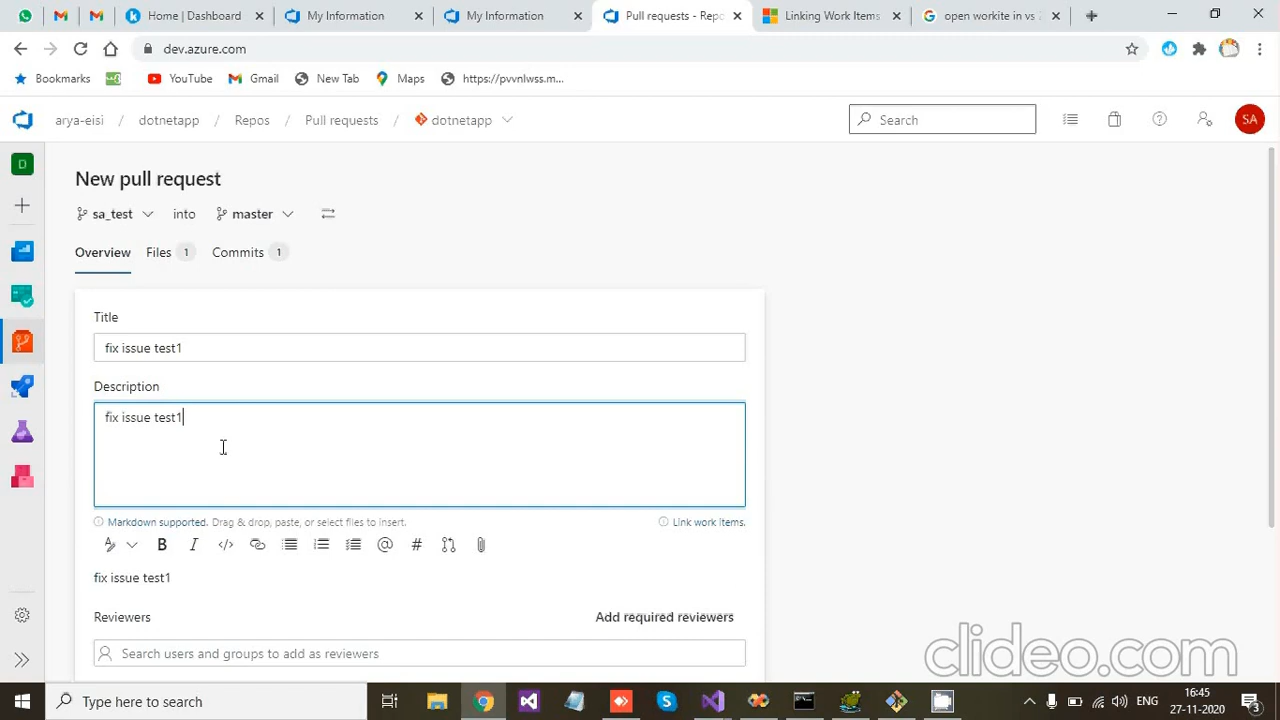 Home | Dashboard
My Information
My Information
Pull requests - Repo
Linking Work Items
open workite in vs
dev.azure.com
Bookmarks
YouTube
Gmail
New Tab
Maps
https://pvvnlwss.m...
arya-eisi / dotnetapp / Repos / Pull requests / dotnetapp
Search
SA
D
New pull request
sa_test into master
Overview Files 1 Commits 1
Title
fix issue test1
Description
fix issue test1
Markdown supported. Drag & drop, paste, or select files to insert.
Link work items.
B I </> @ #
fix issue test1
Reviewers
Add required reviewers
Search users and groups to add as reviewers
clideo.com
Type here to search
ENG
16:45
27-11-2020
3